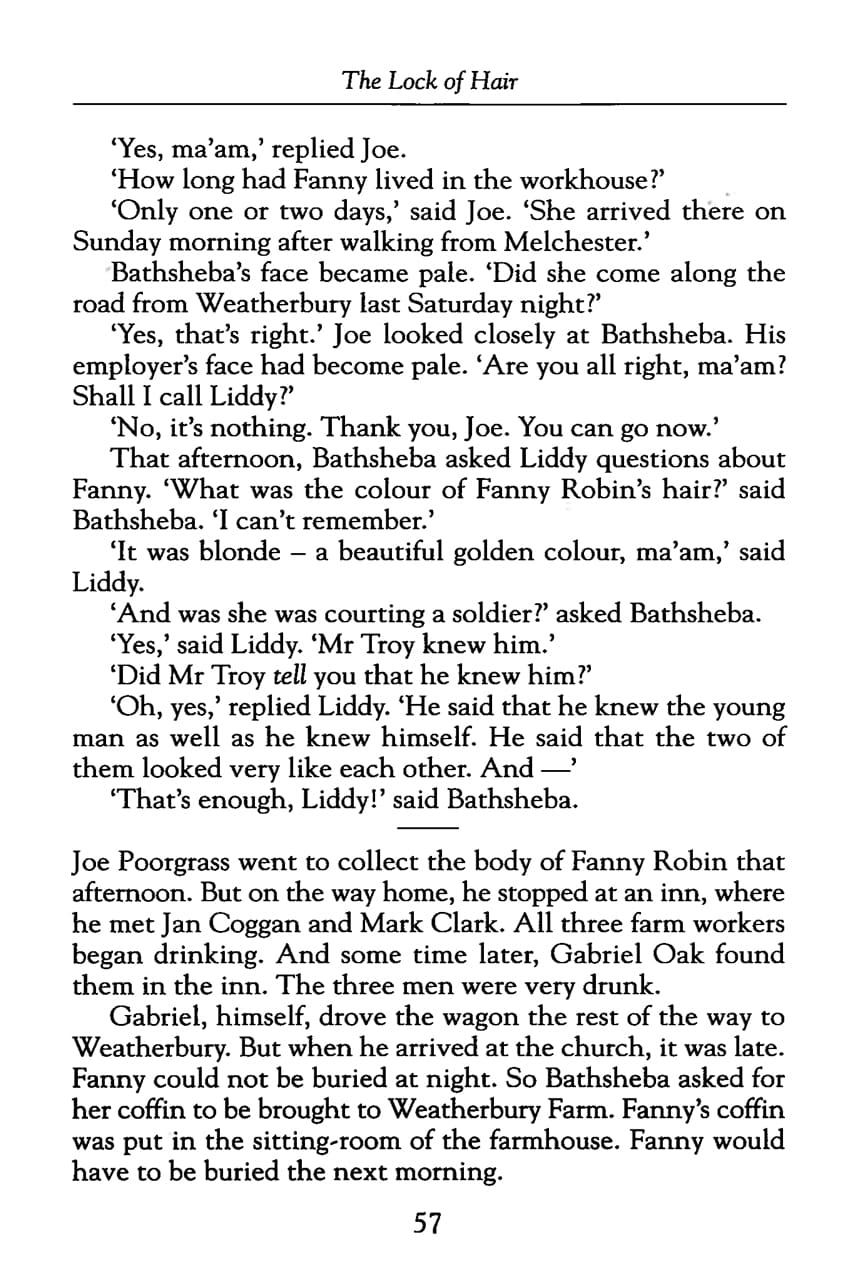 The Lock of Hair
‘Yes, ma’am,’ replied Joe.
‘How long had Fanny lived in the workhouse?’
‘Only one or two days,’ said Joe. ‘She arrived there on
Sunday morning after walking from Melchester.’
Bathsheba’s face became pale. ‘Did she come along the
road from Weatherbury last Saturday night?’
‘Yes, that’s right.’ Joe looked closely at Bathsheba. His
employer’s face had become pale. ‘Are you all right, ma’am?
Shall I call Liddy?’
‘No, it’s nothing. Thank you, Joe. You can go now.’
That afternoon, Bathsheba asked Liddy questions about
Fanny. ‘What was the colour of Fanny Robin’s hair?’ said
Bathsheba. ‘I can’t remember.’
‘It was blonde – a beautiful golden colour, ma’am,’ said
Liddy.
‘And was she was courting a soldier?’ asked Bathsheba.
‘Yes,’ said Liddy. ‘Mr Troy knew him.’
‘Did Mr Troy tell you that he knew him?’
‘Oh, yes,’ replied Liddy. ‘He said that he knew the young
man as well as he knew himself. He said that the two of
them looked very like each other. And —’
‘That’s enough, Liddy!’ said Bathsheba.
Joe Poorgrass went to collect the body of Fanny Robin that
afternoon. But on the way home, he stopped at an inn, where
he met Jan Coggan and Mark Clark. All three farm workers
began drinking. And some time later, Gabriel Oak found
them in the inn. The three men were very drunk.
Gabriel, himself, drove the wagon the rest of the way to
Weatherbury. But when he arrived at the church, it was late.
Fanny could not be buried at night. So Bathsheba asked for
her coffin to be brought to Weatherbury Farm. Fanny’s coffin
was put in the sitting-room of the farmhouse. Fanny would
have to be buried the next morning.
57